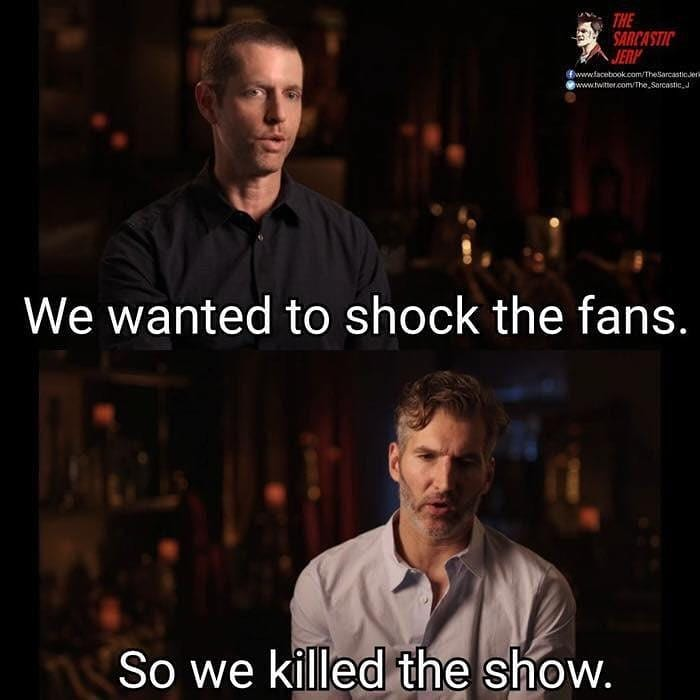 THE
SARCASTIC
JERK
www.facebook.com/TheSarcasticJerk
www.twitter.com/The_Sarcastic_J
We wanted to shock the fans.
So we killed the show.